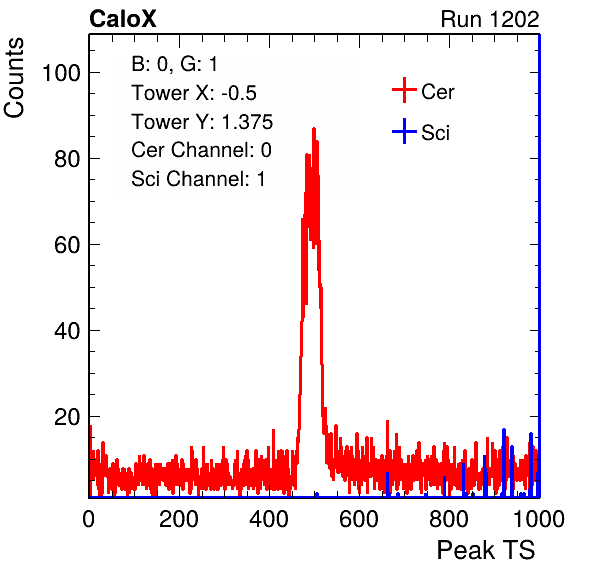 CaloX Run 1202
Counts
B: 0, G: 1
Tower X: -0.5
Tower Y: 1.375
Cer Channel: 0
Sci Channel: 1
Cer
Sci
100
80
60
40
20
0 200 400 600 800 1000
Peak TS